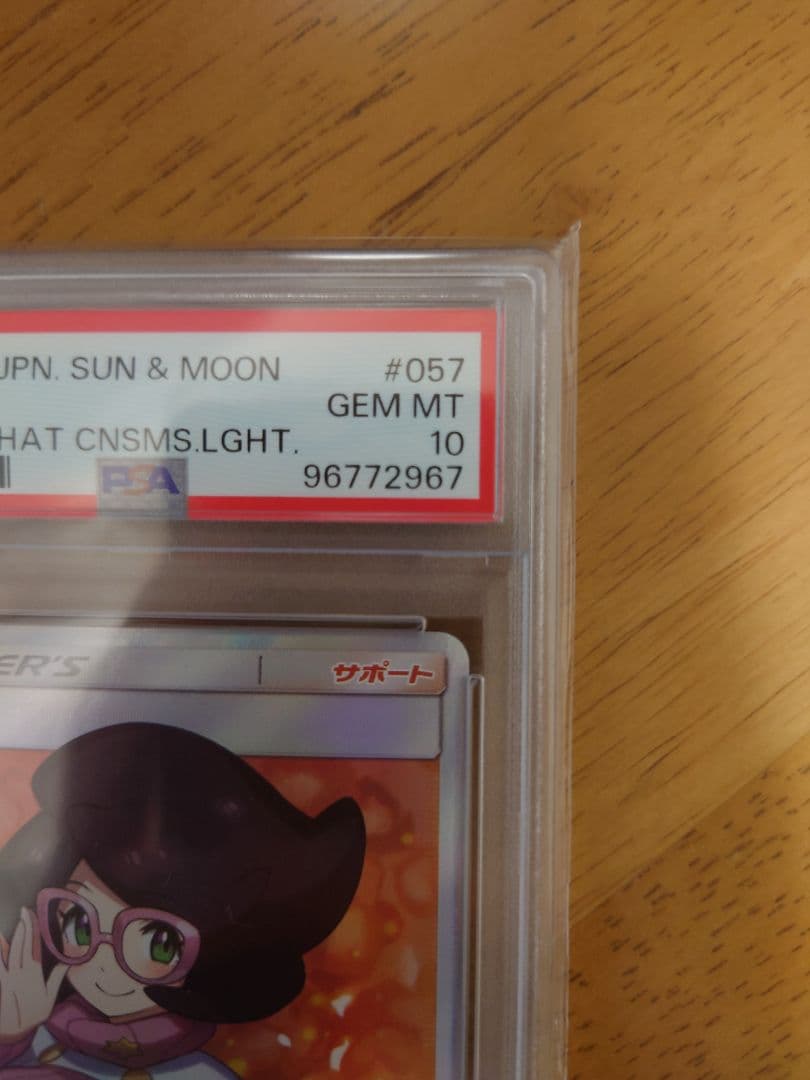 JPN. SUN & MOON #057
GEM MT
HAT CNSMS.LGHT. 10
PSA 96772967
ER'S サポート